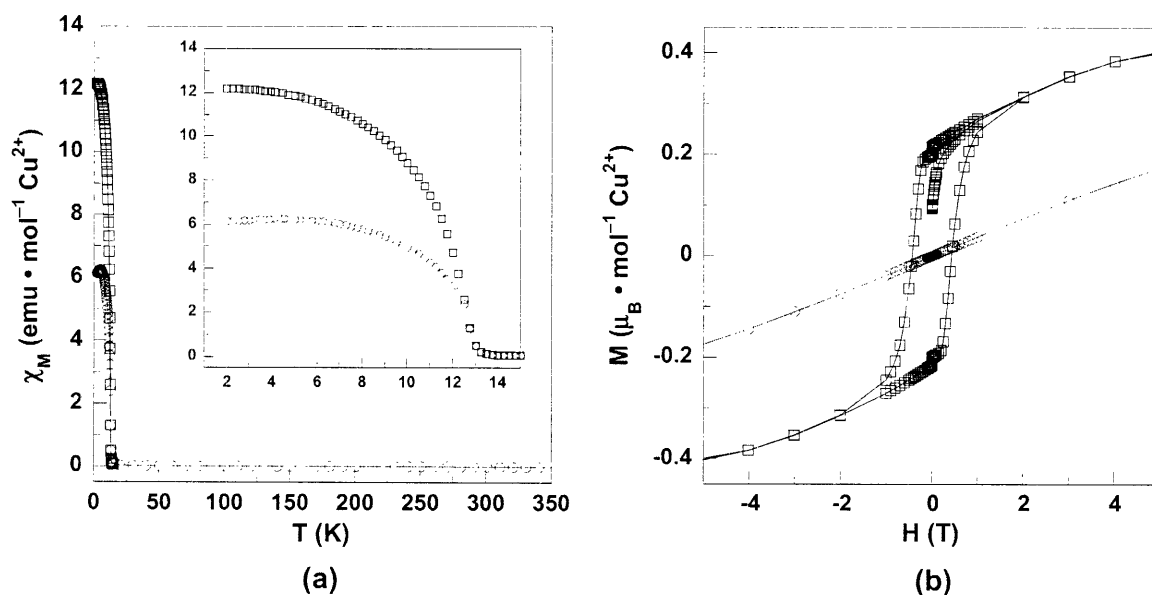 14
12
10
8
6
4
2
0
χM (emu • mol⁻¹ Cu²⁺)
0 50 100 150 200 250 300 350
T (K)
14
12
10
8
6
4
2
0
2 4 6 8 10 12 14
(a)
0.4
0.2
0
-0.2
-0.4
M (μB • mol⁻¹ Cu²⁺)
-4 -2 0 2 4
H (T)
(b)